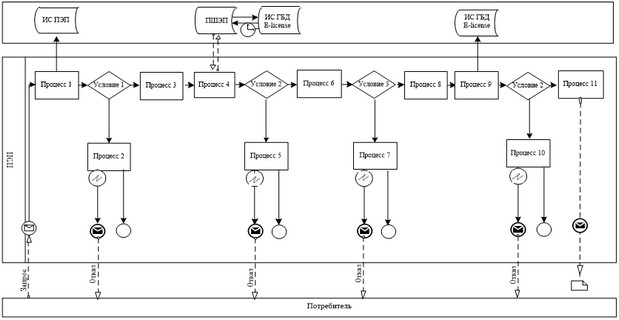 ИС ПЭП
ПШЭП
ИС ГБД
E-license
ИС ГБД
E-license
ПЭП
Процесс 1
Условие 1
Процесс 3
Процесс 4
Условие 2
Процесс 6
Условие 3
Процесс 8
Процесс 9
Условие 2
Процесс 11
Процесс 2
Процесс 5
Процесс 7
Процесс 10
Запрос
Отказ
Отказ
Отказ
Отказ
Потребитель